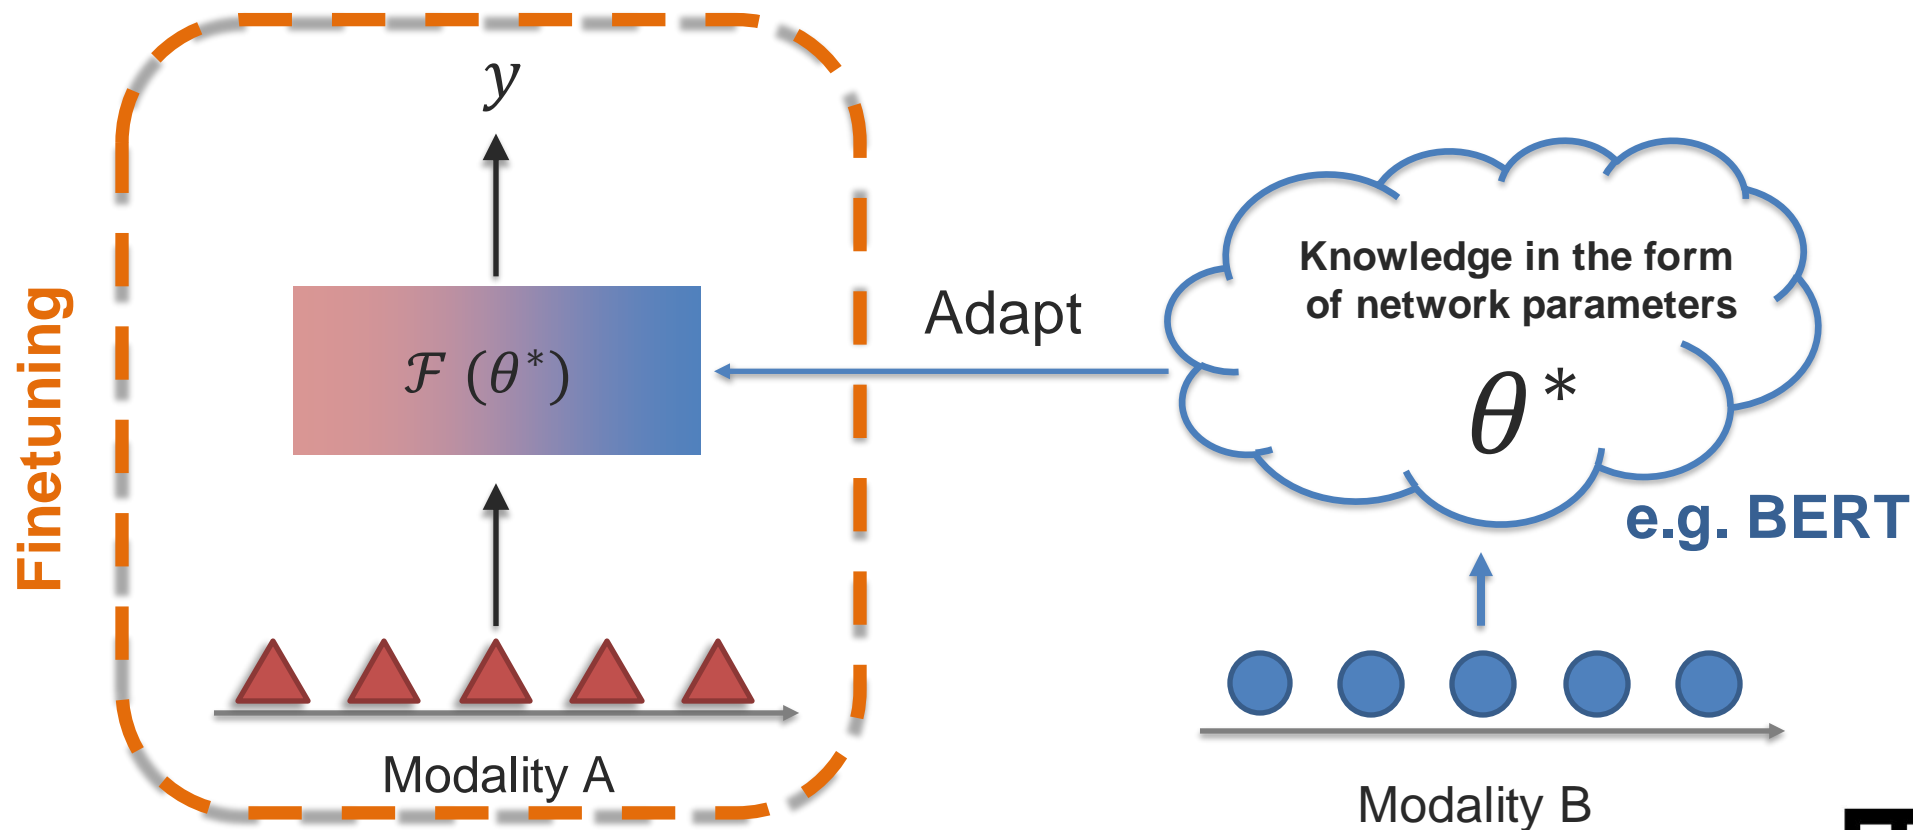 Finetuning
y
ℱ (θ*)
Modality A
Adapt
Knowledge in the form
of network parameters
θ*
e.g. BERT
Modality B